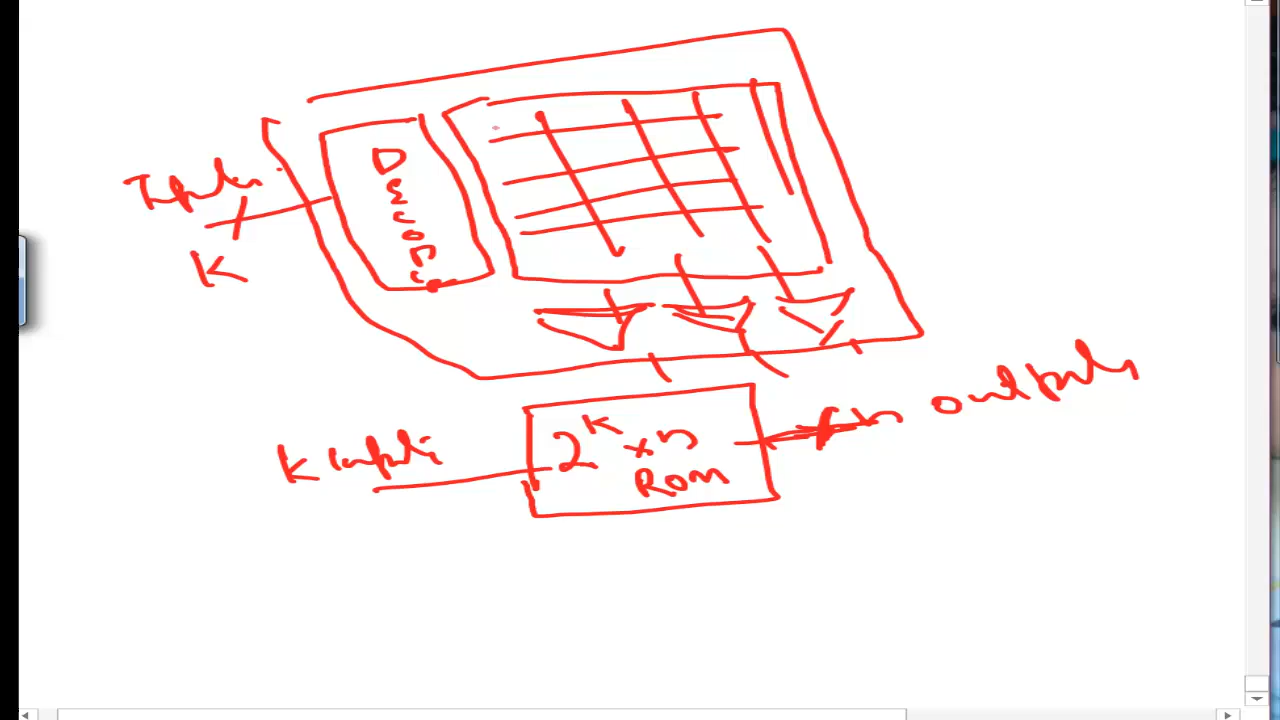 Inputs
K
Decoder
K inputs
2^K x n
ROM
n outputs